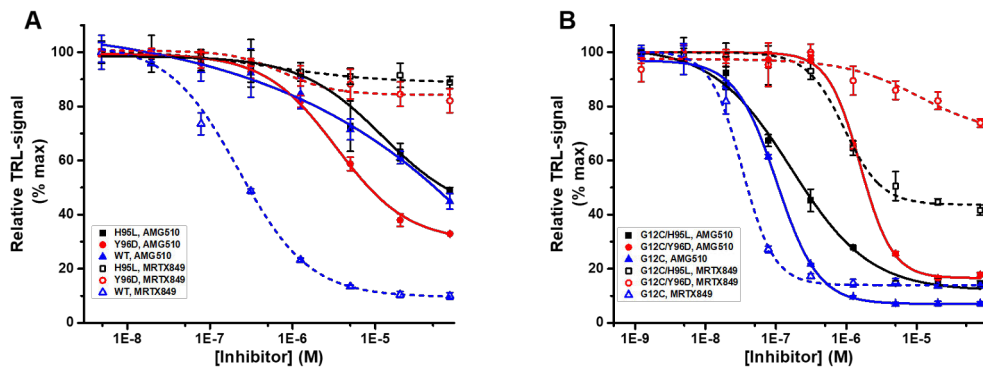 A
Relative TRL-signal
(% max)
100
80
60
40
20
0
H95L, AMG510
Y96D, AMG510
WT, AMG510
H95L, MRTX849
Y96D, MRTX849
WT, MRTX849
1E-8 1E-7 1E-6 1E-5
[Inhibitor] (M)
B
Relative TRL-signal
(% max)
100
80
60
40
20
0
G12C/H95L, AMG510
G12C/Y96D, AMG510
G12C, AMG510
G12C/H95L, MRTX849
G12C/Y96D, MRTX849
G12C, MRTX849
1E-9 1E-8 1E-7 1E-6 1E-5
[Inhibitor] (M)